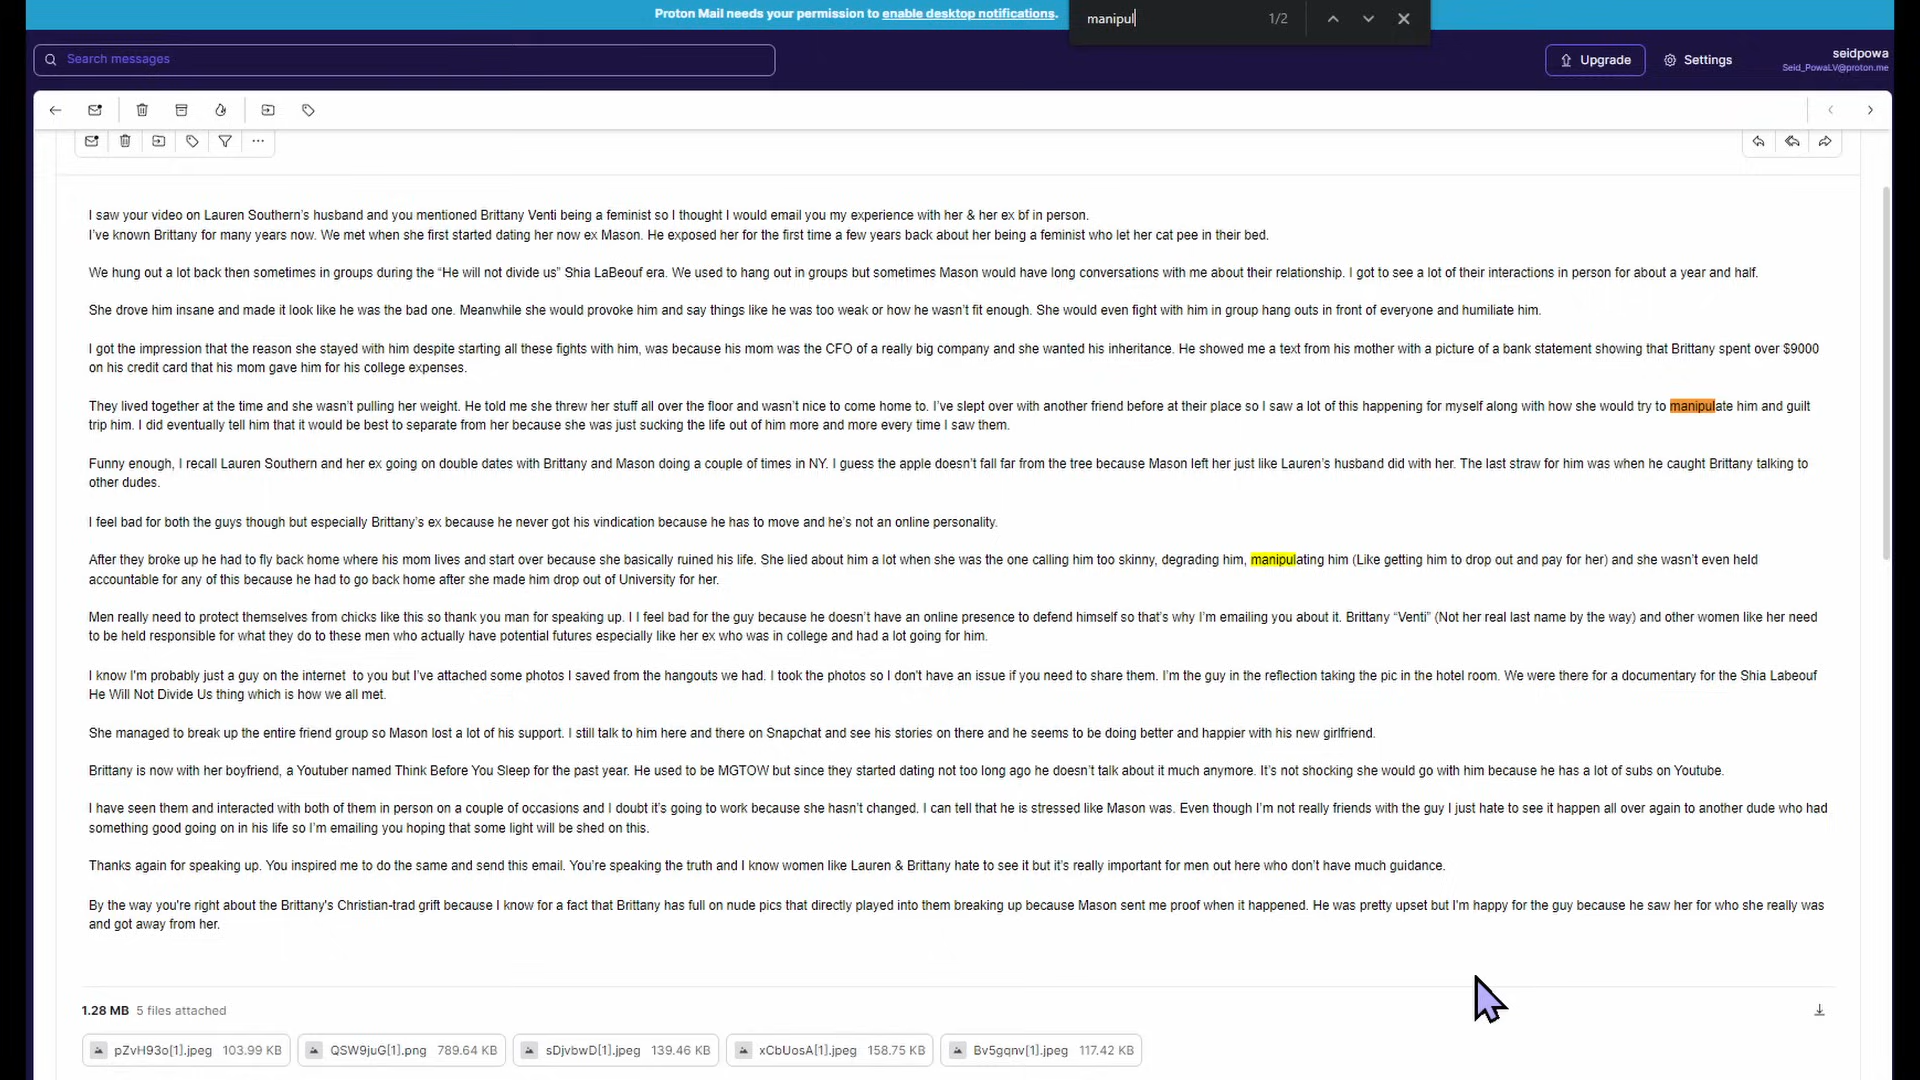 Proton Mail needs your permission to enable desktop notifications.
manipul
1/2
Search messages
Upgrade
Settings
seidpowa
Seid_PowaLV@proton.me
I saw your video on Lauren Southern's husband and you mentioned Brittany Venti being a feminist so I thought I would email you my experience with her & her ex bf in person.
I've known Brittany for many years now. We met when she first started dating her now ex Mason. He exposed her for the first time a few years back about her being a feminist who let her cat pee in their bed.
We hung out a lot back then sometimes in groups during the “He will not divide us” Shia LaBeouf era. We used to hang out in groups but sometimes Mason would have long conversations with me about their relationship. I got to see a lot of their interactions in person for about a year and half.
She drove him insane and made it look like he was the bad one. Meanwhile she would provoke him and say things like he was too weak or how he wasn't fit enough. She would even fight with him in group hang outs in front of everyone and humiliate him.
I got the impression that the reason she stayed with him despite starting all these fights with him, was because his mom was the CFO of a really big company and she wanted his inheritance. He showed me a text from his mother with a picture of a bank statement showing that Brittany spent over $9000
on his credit card that his mom gave him for his college expenses.
They lived together at the time and she wasn't pulling her weight. He told me she threw her stuff all over the floor and wasn't nice to come home to. I've slept over with another friend before at their place so I saw a lot of this happening for myself along with how she would try to manipulate him and guilt
trip him. I did eventually tell him that it would be best to separate from her because she was just sucking the life out of him more and more every time I saw them.
Funny enough, I recall Lauren Southern and her ex going on double dates with Brittany and Mason doing a couple of times in NY. I guess the apple doesn't fall far from the tree because Mason left her just like Lauren's husband did with her. The last straw for him was when he caught Brittany talking to
other dudes.
I feel bad for both the guys though but especially Brittany's ex because he never got his vindication because he has to move and he's not an online personality.
After they broke up he had to fly back home where his mom lives and start over because she basically ruined his life. She lied about him a lot when she was the one calling him too skinny, degrading him, manipulating him (Like getting him to drop out and pay for her) and she wasn't even held
accountable for any of this because he had to go back home after she made him drop out of University for her.
Men really need to protect themselves from chicks like this so thank you man for speaking up. I I feel bad for the guy because he doesn't have an online presence to defend himself so that's why I'm emailing you about it. Brittany “Venti” (Not her real last name by the way) and other women like her need
to be held responsible for what they do to these men who actually have potential futures especially like her ex who was in college and had a lot going for him.
I know I'm probably just a guy on the internet  to you but I've attached some photos I saved from the hangouts we had. I took the photos so I don't have an issue if you need to share them. I'm the guy in the reflection taking the pic in the hotel room. We were there for a documentary for the Shia Labeouf
He Will Not Divide Us thing which is how we all met.
She managed to break up the entire friend group so Mason lost a lot of his support. I still talk to him here and there on Snapchat and see his stories on there and he seems to be doing better and happier with his new girlfriend.
Brittany is now with her boyfriend, a Youtuber named Think Before You Sleep for the past year. He used to be MGTOW but since they started dating not too long ago he doesn't talk about it much anymore. It's not shocking she would go with him because he has a lot of subs on Youtube.
I have seen them and interacted with both of them in person on a couple of occasions and I doubt it's going to work because she hasn't changed. I can tell that he is stressed like Mason was. Even though I'm not really friends with the guy I just hate to see it happen all over again to another dude who had
something good going on in his life so I'm emailing you hoping that some light will be shed on this.
Thanks again for speaking up. You inspired me to do the same and send this email. You're speaking the truth and I know women like Lauren & Brittany hate to see it but it's really important for men out here who don't have much guidance.
By the way you're right about the Brittany's Christian-trad grift because I know for a fact that Brittany has full on nude pics that directly played into them breaking up because Mason sent me proof when it happened. He was pretty upset but I'm happy for the guy because he saw her for who she really was
and got away from her.
1.28 MB 5 files attached
pZvH93o[1].jpeg 103.99 KB
QSW9juG[1].png 789.64 KB
sDjvbwD[1].jpeg 139.46 KB
xCbUosA[1].jpeg 158.75 KB
Bv5gqnv[1].jpeg 117.42 KB